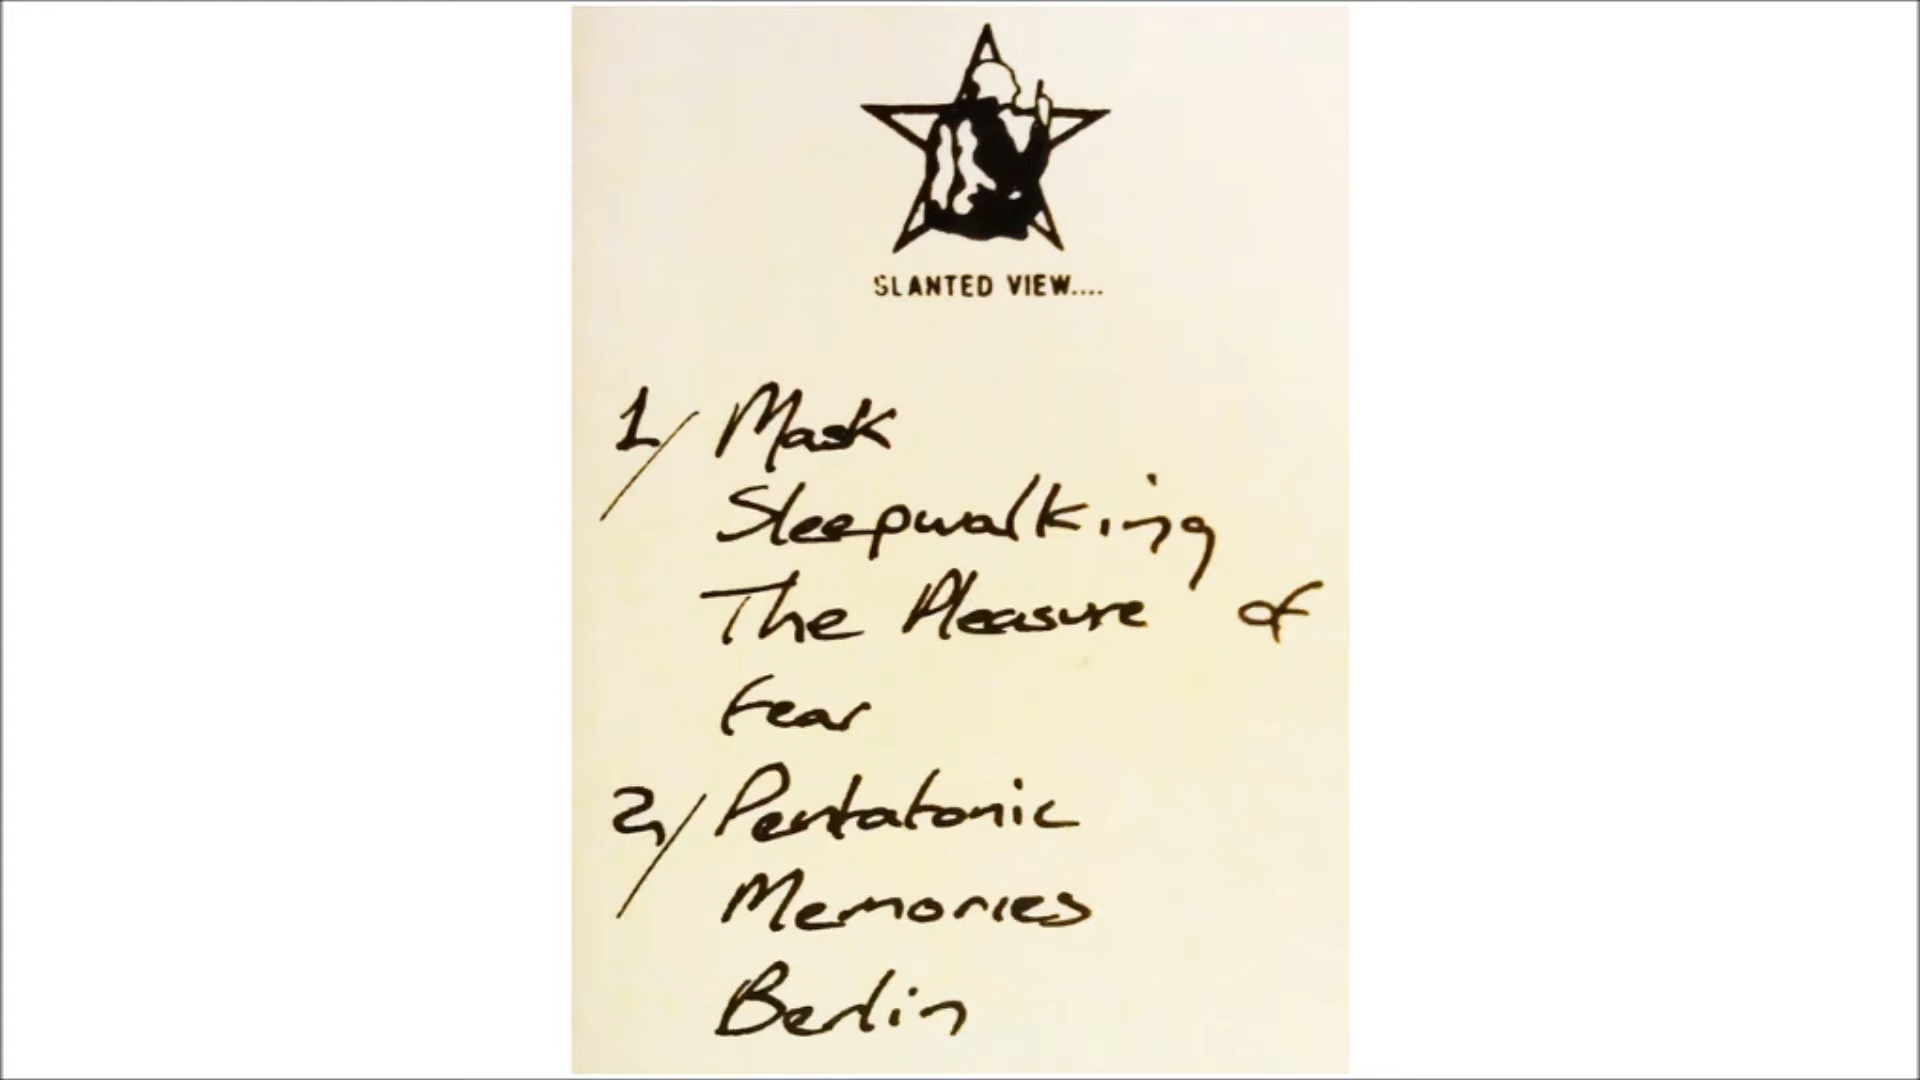 SLANTED VIEW....
1/ Mask
Sleepwalking
The Pleasure of
Fear
2/ Pentatonic
Memories
Berlin